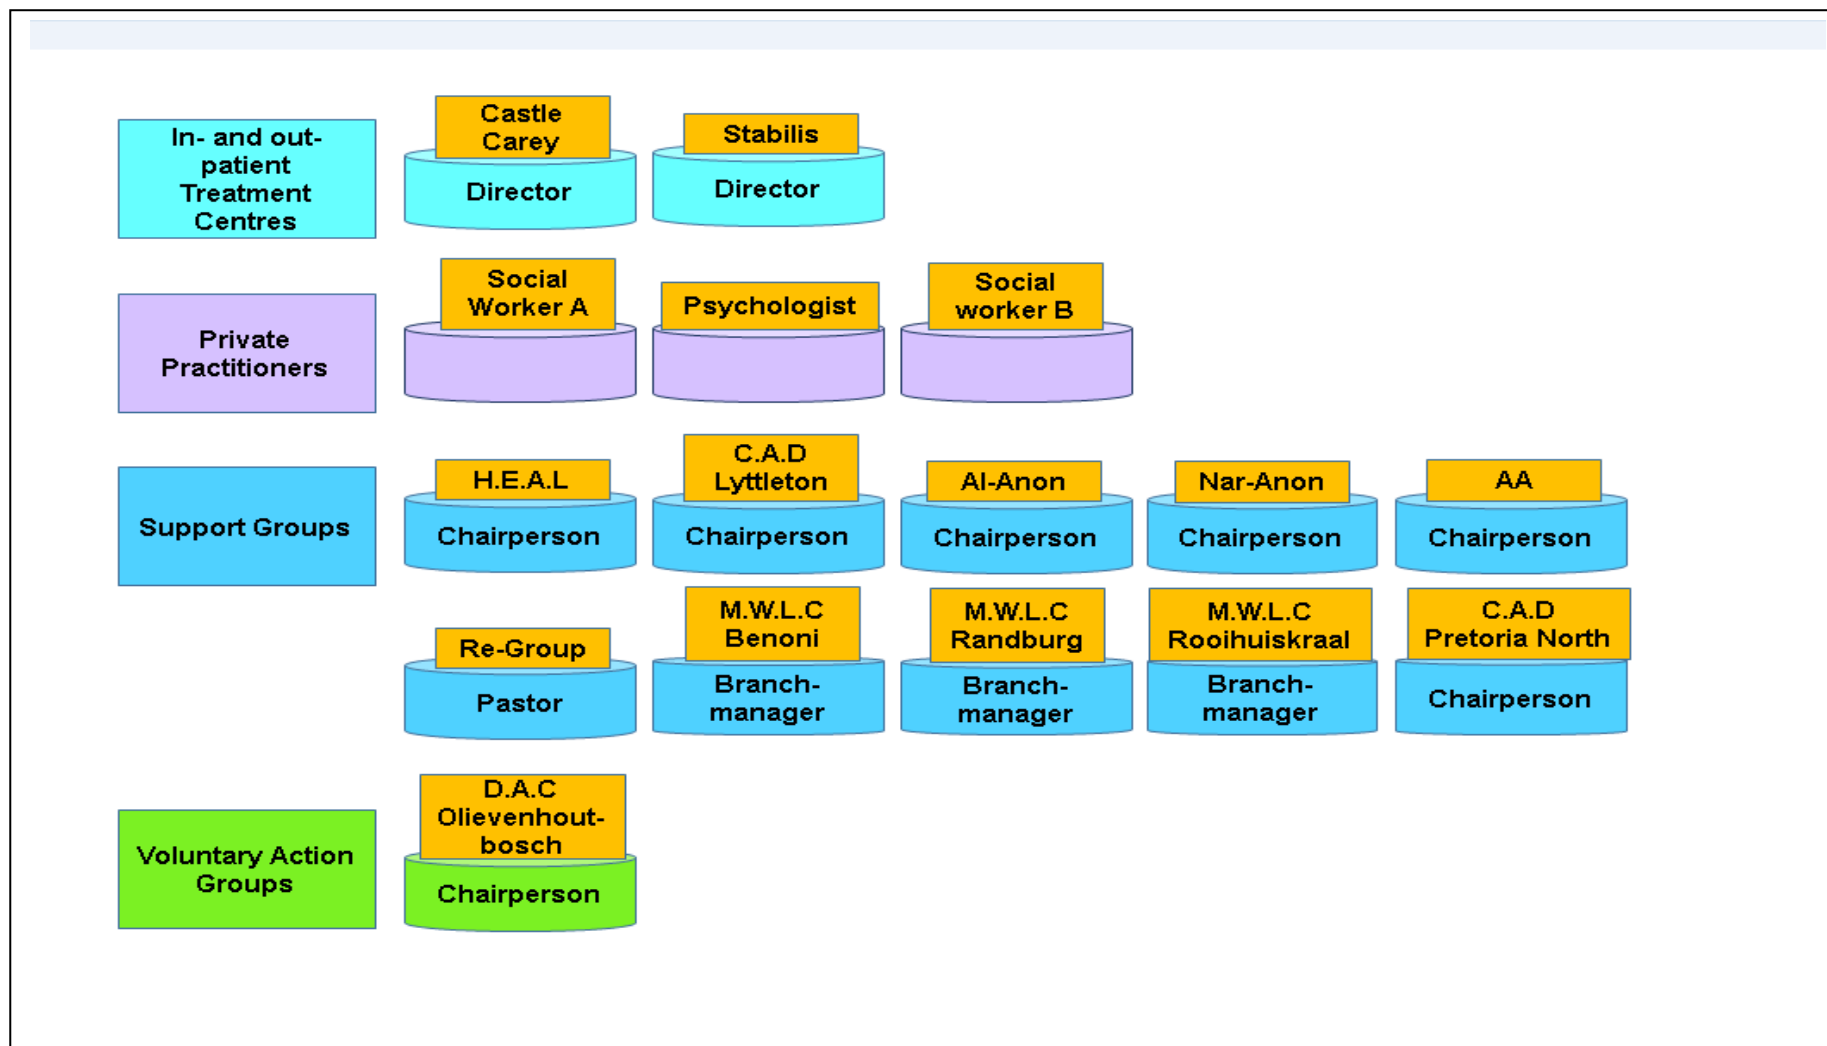 In- and out-
patient
Treatment
Centres
Castle
Carey
Director
Stabilis
Director
Private
Practitioners
Social
Worker A
Psychologist
Social
worker B
Support Groups
H.E.A.L
Chairperson
C.A.D
Lyttleton
Chairperson
Al-Anon
Chairperson
Nar-Anon
Chairperson
AA
Chairperson
Re-Group
Pastor
M.W.L.C
Benoni
Branch-
manager
M.W.L.C
Randburg
Branch-
manager
M.W.L.C
Rooihuiskraal
Branch-
manager
C.A.D
Pretoria North
Chairperson
Voluntary Action
Groups
D.A.C
Olievenhout-
bosch
Chairperson